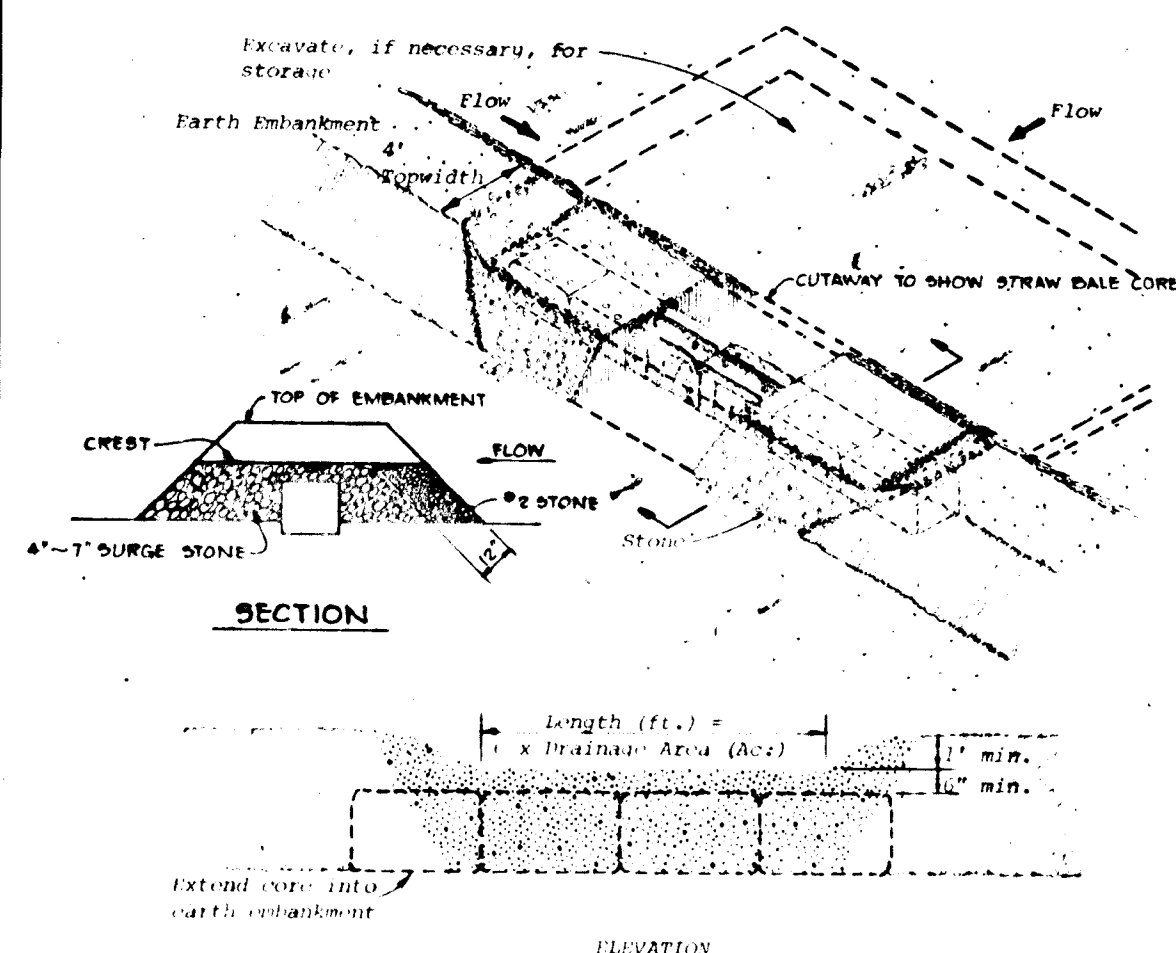 Excavate, if necessary, for
storage
Flow
Flow
Earth Embankment
4'
Topwidth
CUTAWAY TO SHOW STRAW BALE CORE
TOP OF EMBANKMENT
CREST
FLOW
#2 STONE
4"~7" SURGE STONE
12"
Stone
SECTION
Length (ft.) =
x Drainage Area (Ac.)
1' min.
6" min.
Extend core into
earth embankment
ELEVATION